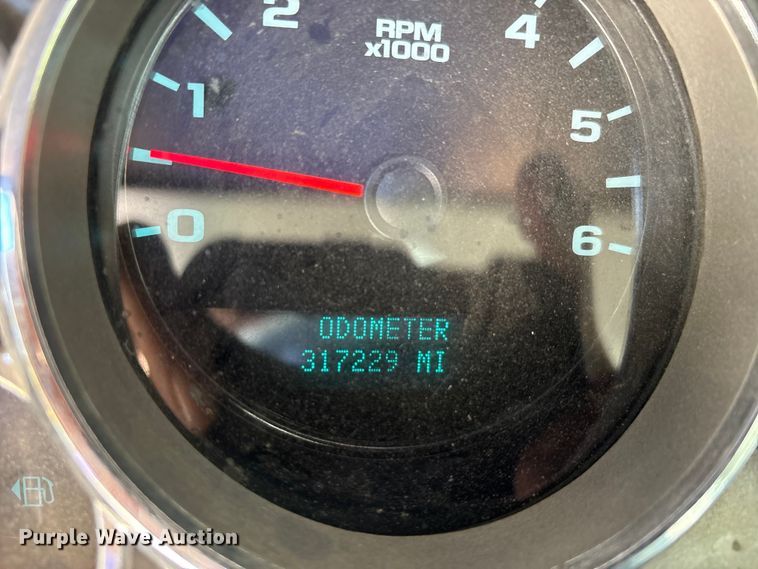 2
RPM
x1000
4
1
5
0
6
ODOMETER
317229 MI
Purple Wave Auction